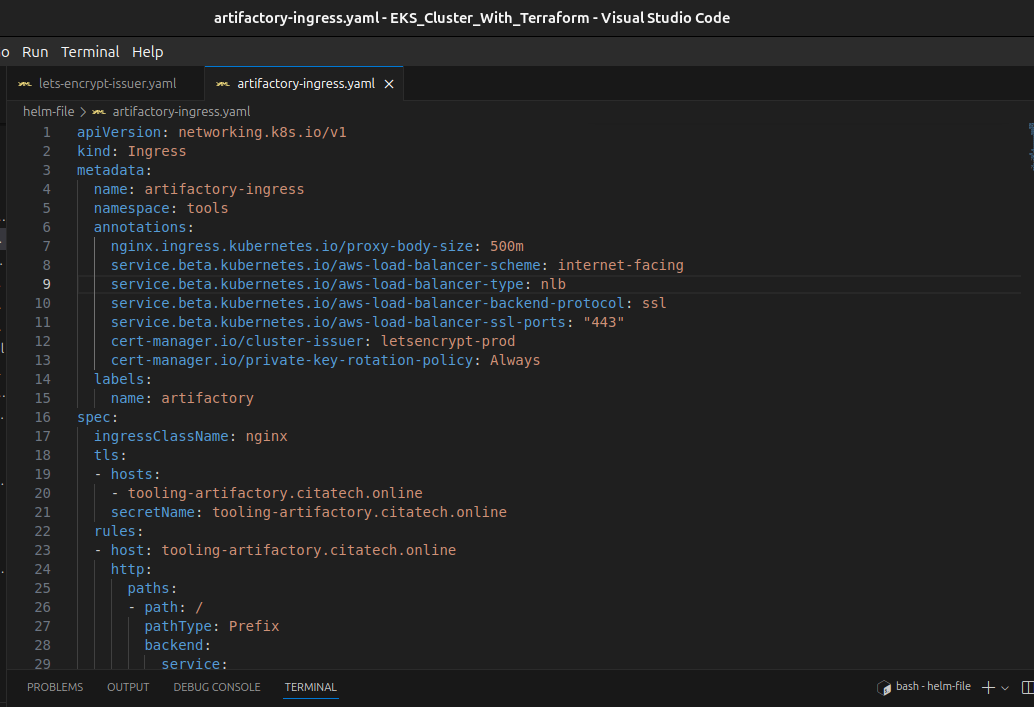 artifactory-ingress.yaml - EKS_Cluster_With_Terraform - Visual Studio Code
o Run Terminal Help
lets-encrypt-issuer.yaml artifactory-ingress.yaml
helm-file > artifactory-ingress.yaml
1 apiVersion: networking.k8s.io/v1
2 kind: Ingress
3 metadata:
4 name: artifactory-ingress
5 namespace: tools
6 annotations:
7 nginx.ingress.kubernetes.io/proxy-body-size: 500m
8 service.beta.kubernetes.io/aws-load-balancer-scheme: internet-facing
9 service.beta.kubernetes.io/aws-load-balancer-type: nlb
10 service.beta.kubernetes.io/aws-load-balancer-backend-protocol: ssl
11 service.beta.kubernetes.io/aws-load-balancer-ssl-ports: "443"
12 cert-manager.io/cluster-issuer: letsencrypt-prod
13 cert-manager.io/private-key-rotation-policy: Always
14 labels:
15 name: artifactory
16 spec:
17 ingressClassName: nginx
18 tls:
19 - hosts:
20 - tooling-artifactory.citatech.online
21 secretName: tooling-artifactory.citatech.online
22 rules:
23 - host: tooling-artifactory.citatech.online
24 http:
25 paths:
26 - path: /
27 pathType: Prefix
28 backend:
29 service:
PROBLEMS OUTPUT DEBUG CONSOLE TERMINAL bash - helm-file